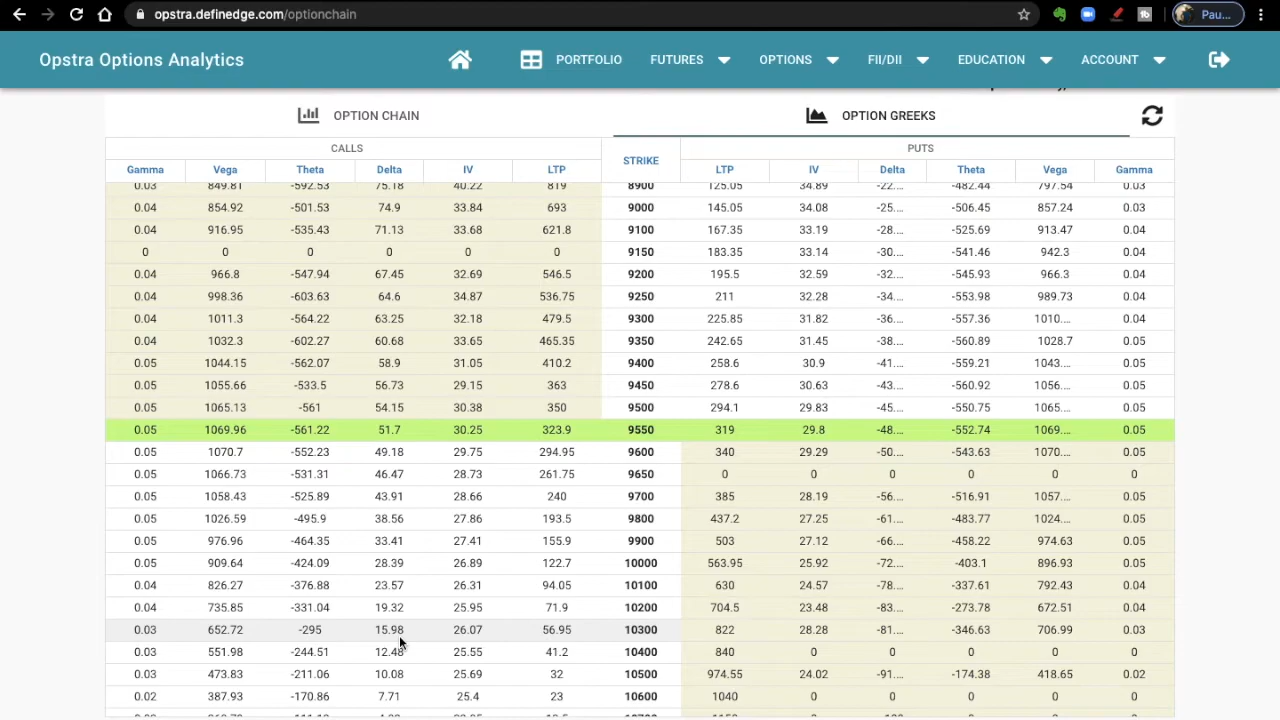 opstra.definedge.com/optionchain Pau...
Opstra Options Analytics PORTFOLIO FUTURES OPTIONS FII/DII EDUCATION ACCOUNT
OPTION CHAIN OPTION GREEKS
CALLS STRIKE PUTS
Gamma Vega Theta Delta IV LTP LTP IV Delta Theta Vega Gamma
0.03 849.81 -592.53 75.18 40.22 819 8900 125.05 34.89 -22... -482.44 797.54 0.03
0.04 854.92 -501.53 74.9 33.84 693 9000 145.05 34.08 -25... -506.45 857.24 0.03
0.04 916.95 -535.43 71.13 33.68 621.8 9100 167.35 33.19 -28... -525.69 913.47 0.04
0 0 0 0 0 0 9150 183.35 33.14 -30... -541.46 942.3 0.04
0.04 966.8 -547.94 67.45 32.69 546.5 9200 195.5 32.59 -32... -545.93 966.3 0.04
0.04 998.36 -603.63 64.6 34.87 536.75 9250 211 32.28 -34... -553.98 989.73 0.04
0.04 1011.3 -564.22 63.25 32.18 479.5 9300 225.85 31.82 -36... -557.36 1010.... 0.04
0.04 1032.3 -602.27 60.68 33.65 465.35 9350 242.65 31.45 -38... -560.89 1028.7 0.05
0.05 1044.15 -562.07 58.9 31.05 410.2 9400 258.6 30.9 -41... -559.21 1043.... 0.05
0.05 1055.66 -533.5 56.73 29.15 363 9450 278.6 30.63 -43... -560.92 1056.... 0.05
0.05 1065.13 -561 54.15 30.38 350 9500 294.1 29.83 -45... -550.75 1065.... 0.05
0.05 1069.96 -561.22 51.7 30.25 323.9 9550 319 29.8 -48... -552.74 1069.... 0.05
0.05 1070.7 -552.23 49.18 29.75 294.95 9600 340 29.29 -50... -543.63 1070.... 0.05
0.05 1066.73 -531.31 46.47 28.73 261.75 9650 0 0 0 0 0 0
0.05 1058.43 -525.89 43.91 28.66 240 9700 385 28.19 -56... -516.91 1057.... 0.05
0.05 1026.59 -495.9 38.56 27.86 193.5 9800 437.2 27.25 -61... -483.77 1024.... 0.05
0.05 976.96 -464.35 33.41 27.41 155.9 9900 503 27.12 -66... -458.22 974.63 0.05
0.05 909.64 -424.09 28.39 26.89 122.7 10000 563.95 25.92 -72... -403.1 896.93 0.05
0.04 826.27 -376.88 23.57 26.31 94.05 10100 630 24.57 -78... -337.61 792.43 0.04
0.04 735.85 -331.04 19.32 25.95 71.9 10200 704.5 23.48 -83... -273.78 672.51 0.04
0.03 652.72 -295 15.98 26.07 56.95 10300 822 28.28 -81... -346.63 706.99 0.03
0.03 551.98 -244.51 12.48 25.55 41.2 10400 840 0 0 0 0 0
0.03 473.83 -211.06 10.08 25.69 32 10500 974.55 24.02 -91... -174.38 418.65 0.02
0.02 387.93 -170.86 7.71 25.4 23 10600 1040 0 0 0 0 0